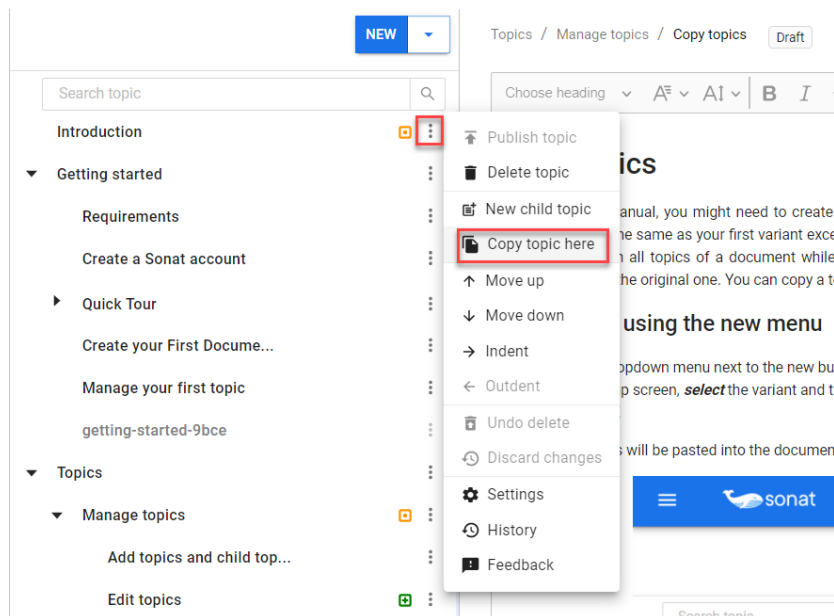 NEW
Topics / Manage topics / Copy topics Draft
Search topic
Choose heading
B I
Introduction
Getting started
Requirements
Create a Sonat account
Quick Tour
Create your First Docume...
Manage your first topic
getting-started-9bce
Topics
Manage topics
Add topics and child top...
Edit topics
Publish topic
Delete topic
New child topic
Copy topic here
Move up
Move down
Indent
Outdent
Undo delete
Discard changes
Settings
History
Feedback
ics
anual, you might need to create
ne same as your first variant exce
all topics of a document while
he original one. You can copy a t
using the new menu
opdown menu next to the new bu
p screen, select the variant and t
s will be pasted into the documen
sonat
Search topic